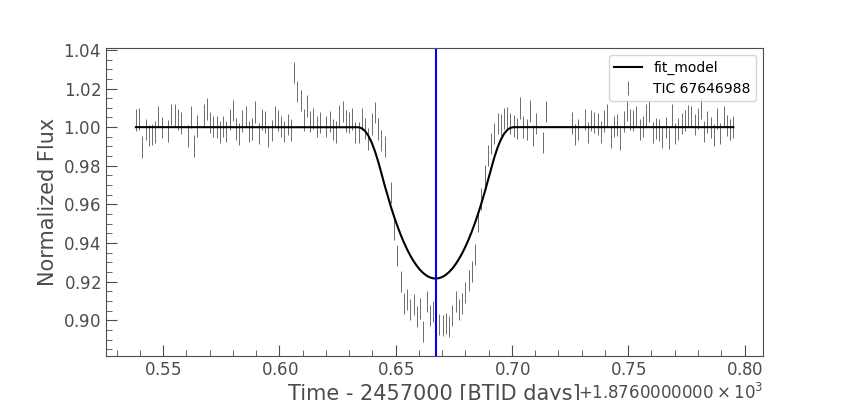 1.04
1.02
1.00
0.98
0.96
0.94
0.92
0.90
Normalized Flux
fit_model
TIC 67646988
0.55 0.60 0.65 0.70 0.75 0.80
Time - 2457000 [BTJD days]
+1.8760000000 × 10³